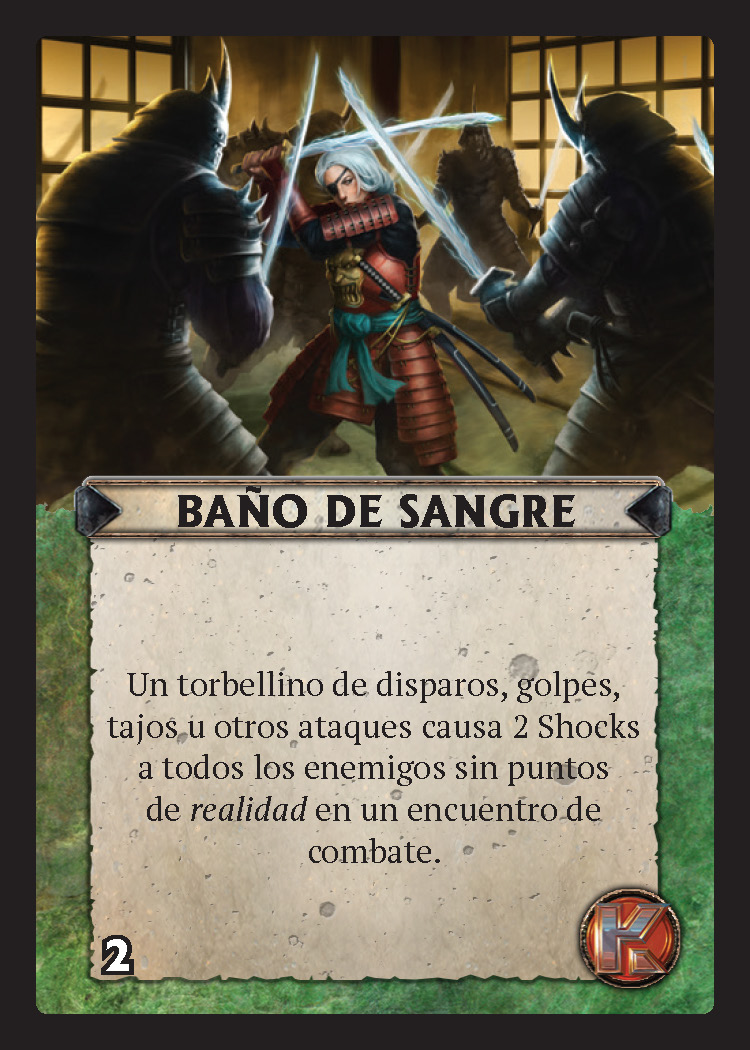 BAÑO DE SANGRE
Un torbellino de disparos, golpes,
tajos u otros ataques causa 2 Shocks
a todos los enemigos sin puntos
de realidad en un encuentro de
combate.
2
K